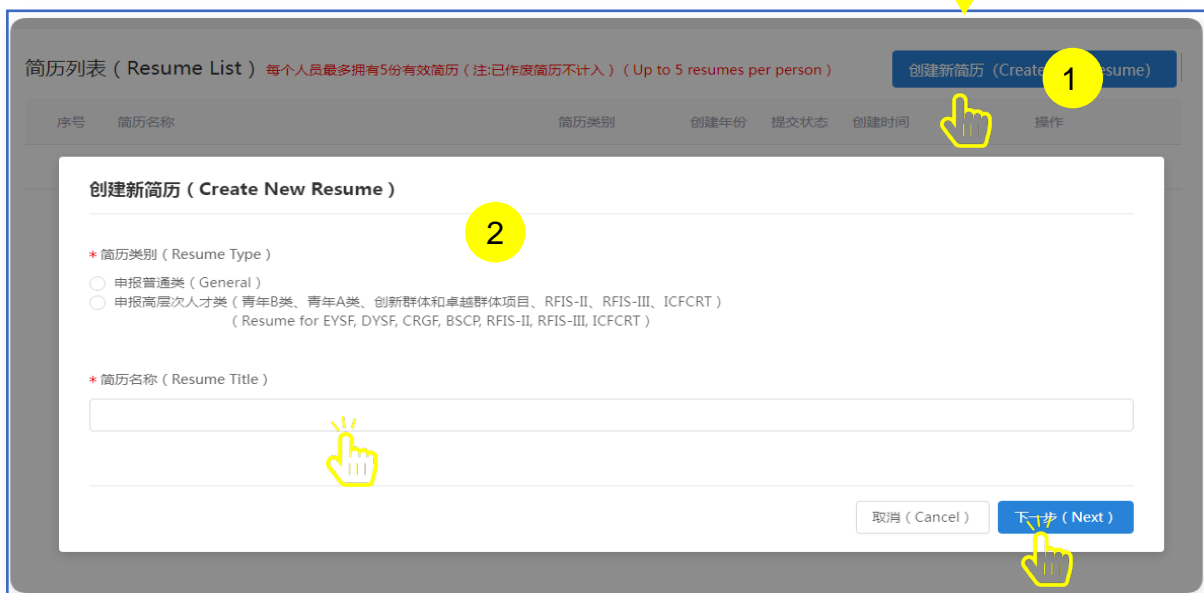 简历列表（Resume List）每个人员最多拥有5份有效简历（注:已作废简历不计入）（Up to 5 resumes per person）
创建新简历（Create esume）
1
序号 简历名称 简历类别 创建年份 提交状态 创建时间 操作
创建新简历（Create New Resume）
2
* 简历类别（Resume Type）
申报普通类（General）
申报高层次人才类（青年B类、青年A类、创新群体和卓越群体项目、RFIS-II、RFIS-III、ICFCRT）
（Resume for EYSF, DYSF, CRGF, BSCP, RFIS-II, RFIS-III, ICFCRT）
* 简历名称（Resume Title）
取消（Cancel）
下一步（Next）